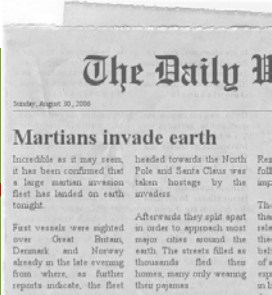 The Daily
Sunday, August 30, 2006
Martians invade earth
Incredible as it may seem,
it has been confirmed that
a large martian invasion
fleet has landed on earth
tonight.
First vessels were sighted
over Great Britain,
Denmark and Norway
already in the late evening
from where, as further
reports indicate, the fleet
headed towards the North
Pole and Santa Claus was
taken hostage by the
invaders.
Afterwards they split apart
in order to approach most
major cities around the
earth. The streets filled as
thousands fled their
homes, many only wearing
their pajamas